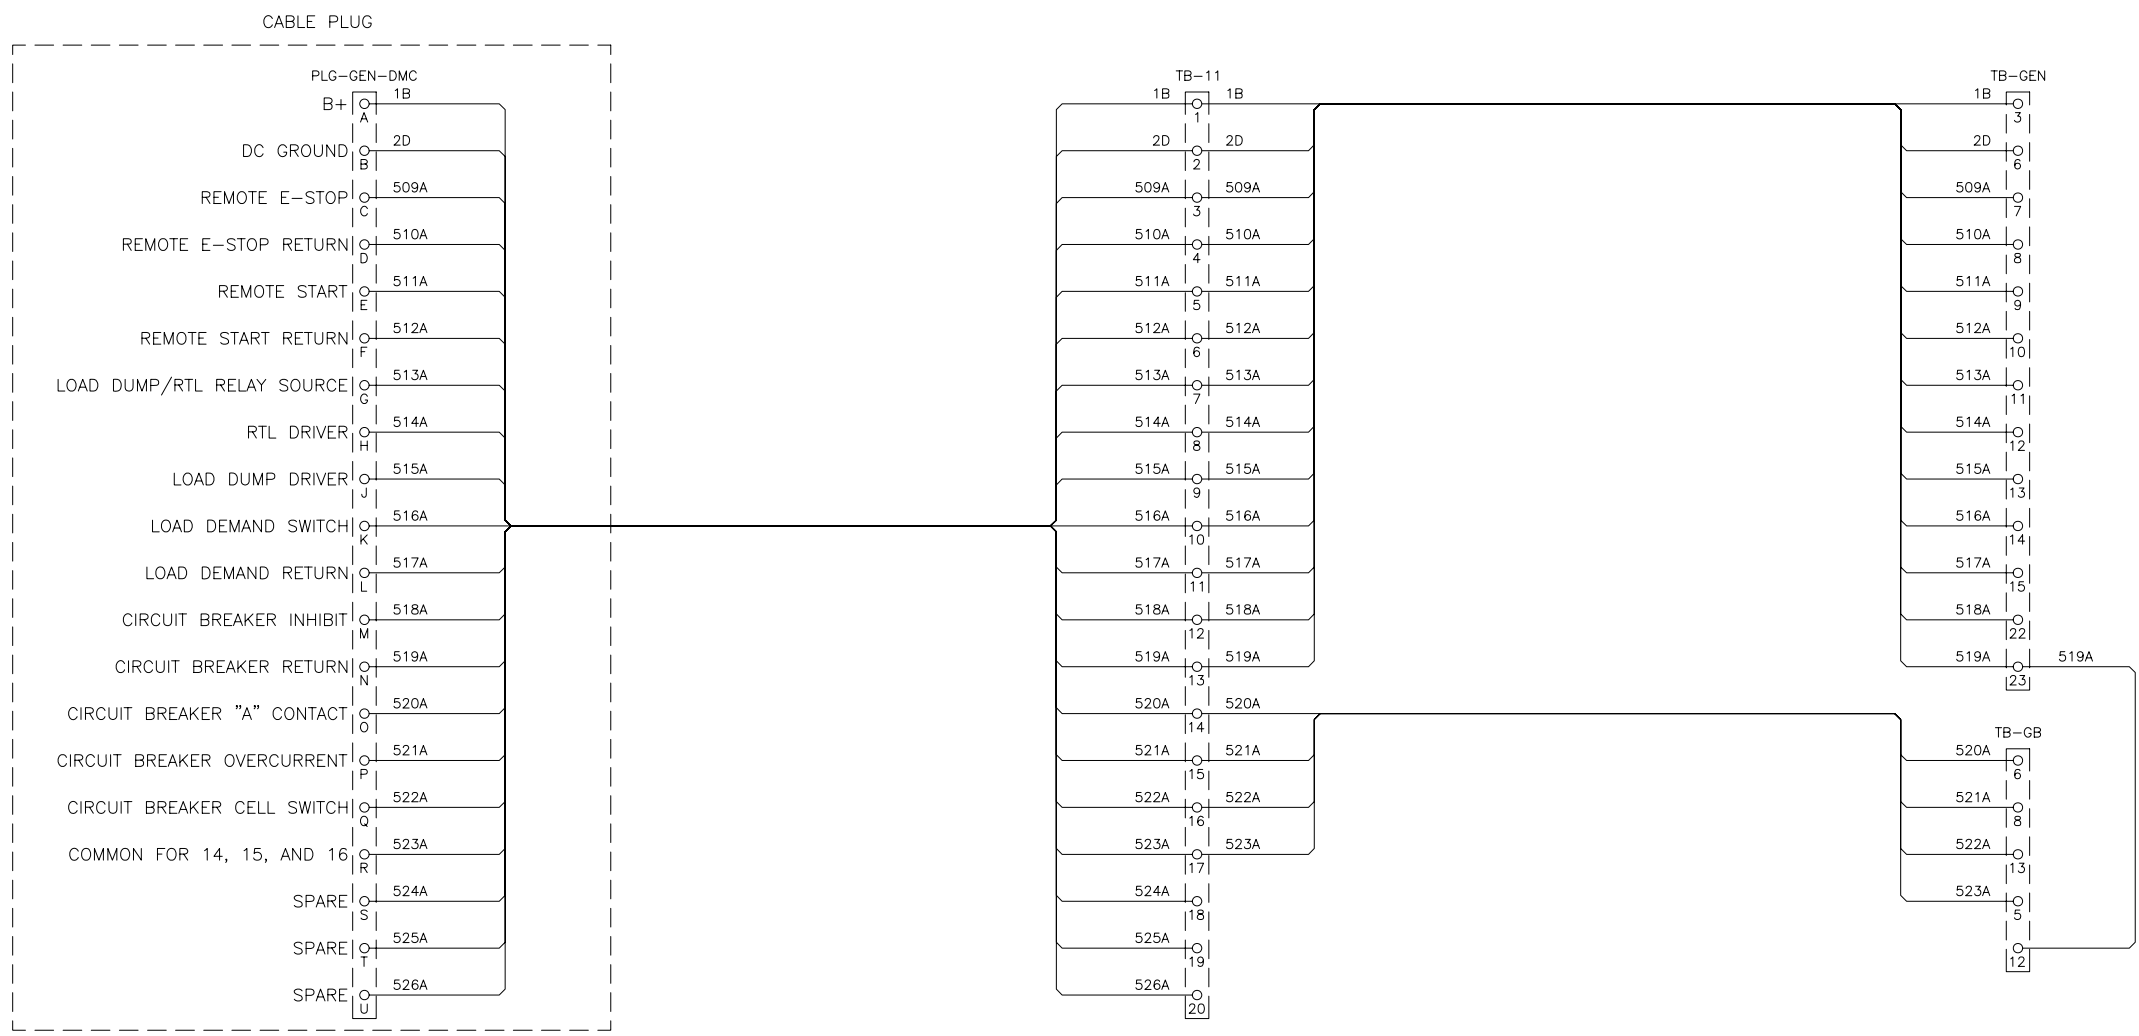 CABLE PLUG
PLG-GEN-DMC TB-11 TB-GEN
B+ 1B 1B 1B 1B
A 1 3
DC GROUND 2D 2D 2D 2D
B 2 6
REMOTE E-STOP 509A 509A 509A 509A
C 3 7
REMOTE E-STOP RETURN 510A 510A 510A 510A
D 4 8
REMOTE START 511A 511A 511A 511A
E 5 9
REMOTE START RETURN 512A 512A 512A 512A
F 6 10
LOAD DUMP/RTL RELAY SOURCE 513A 513A 513A 513A
G 7 11
RTL DRIVER 514A 514A 514A 514A
H 8 12
LOAD DUMP DRIVER 515A 515A 515A 515A
J 9 13
LOAD DEMAND SWITCH 516A 516A 516A 516A
K 10 14
LOAD DEMAND RETURN 517A 517A 517A 517A
L 11 15
CIRCUIT BREAKER INHIBIT 518A 518A 518A 518A
M 12 22
CIRCUIT BREAKER RETURN 519A 519A 519A 519A 519A
N 13 23
CIRCUIT BREAKER "A" CONTACT 520A 520A 520A
O 14
TB-GB
CIRCUIT BREAKER OVERCURRENT 521A 521A 521A 520A
P 15 6
CIRCUIT BREAKER CELL SWITCH 522A 522A 522A 521A
Q 16 8
COMMON FOR 14, 15, AND 16 523A 523A 523A 522A
R 17 13
SPARE 524A 524A 523A
S 18 5
SPARE 525A 525A
T 19 12
SPARE 526A 526A
U 20